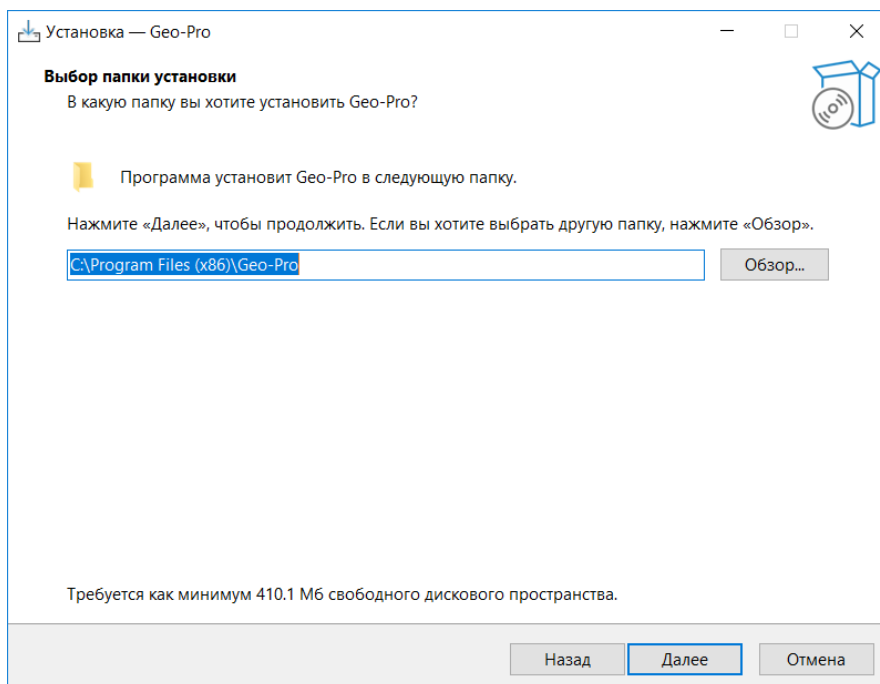 Установка — Geo-Pro
Выбор папки установки
В какую папку вы хотите установить Geo-Pro?
Программа установит Geo-Pro в следующую папку.
Нажмите «Далее», чтобы продолжить. Если вы хотите выбрать другую папку, нажмите «Обзор».
C:\Program Files (x86)\Geo-Pro
Обзор...
Требуется как минимум 410.1 Мб свободного дискового пространства.
Назад
Далее
Отмена